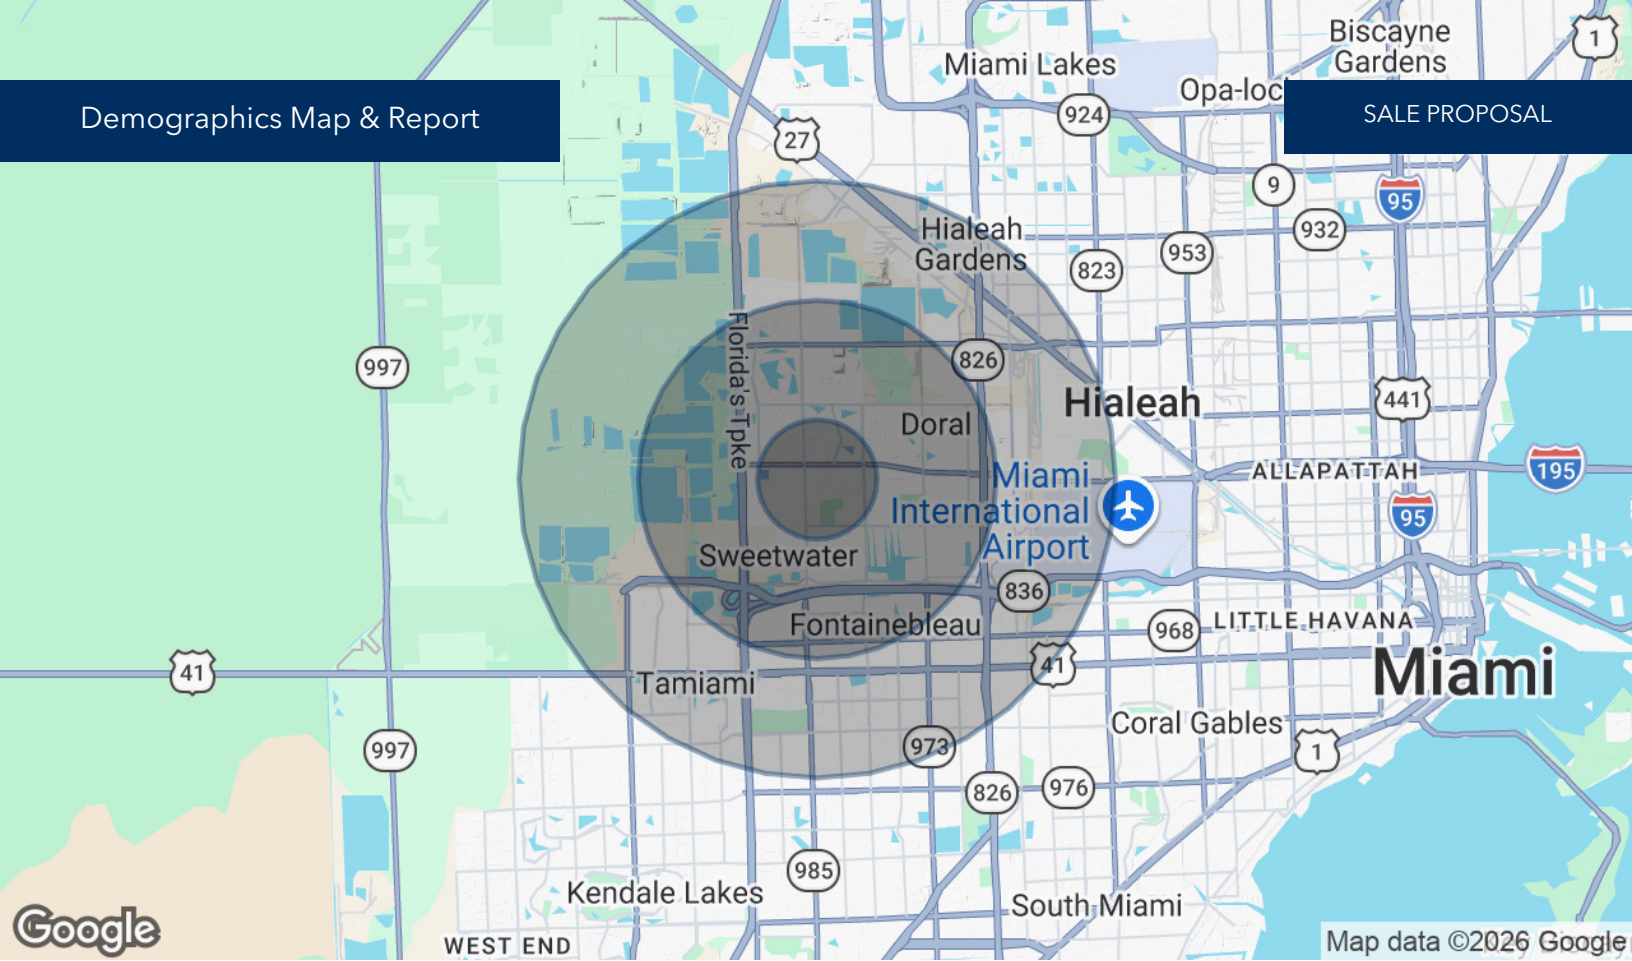 Biscayne
Gardens
1
Miami Lakes
Opa-loc
Demographics Map & Report
SALE PROPOSAL
924
27
9
95
932
Hialeah
Gardens
953
823
Florida's Tpke
826
997
Hialeah
441
Doral
Miami
International
Airport
ALLAPATTAH
195
95
Sweetwater
836
Fontainebleau
968
LITTLE HAVANA
41
41
Miami
Tamiami
Coral Gables
973
997
1
826
976
985
Kendale Lakes
South Miami
Google
WEST END
Map data ©2026 Google